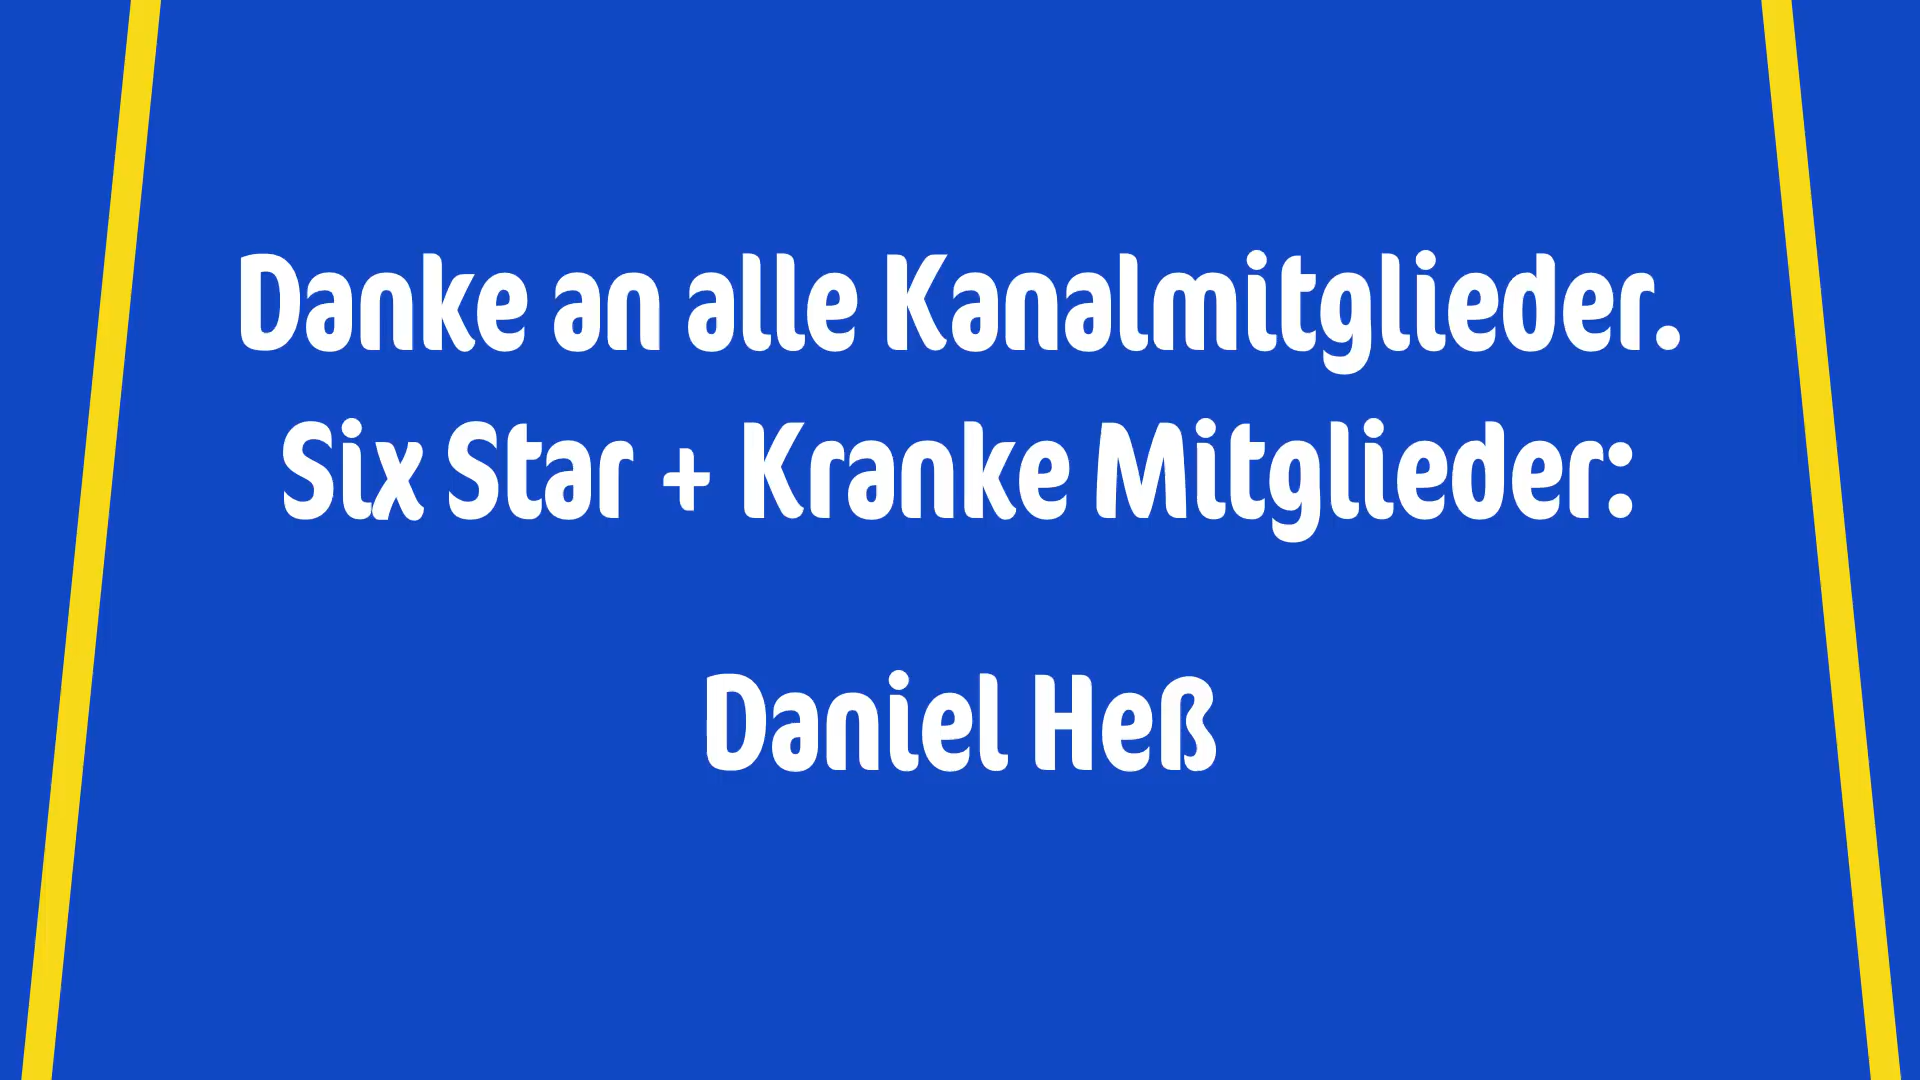 Danke an alle Kanalmitglieder.
Six Star + Kranke Mitglieder:
Daniel Heß